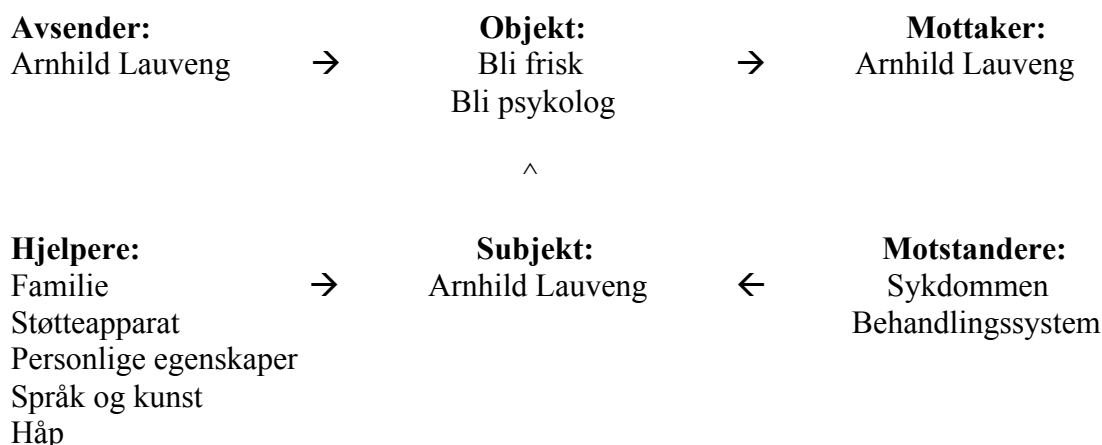 Avsender: Objekt: Mottaker:
Arnhild Lauveng → Bli frisk → Arnhild Lauveng
Bli psykolog
^
Hjelpere: Subjekt: Motstandere:
Familie → Arnhild Lauveng ← Sykdommen
Støtteapparat Behandlingssystem
Personlige egenskaper
Språk og kunst
Håp